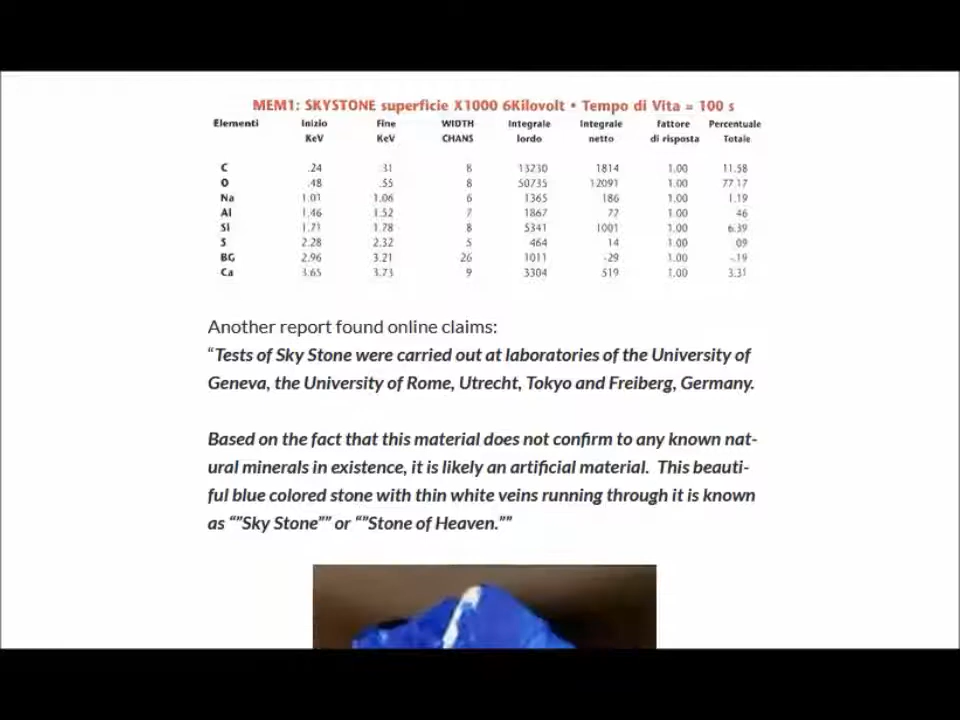 MEM1: SKYSTONE superficie X1000 6Kilovolt • Tempo di Vita = 100 s
Elementi Inizio Fine WIDTH Integrale Integrale fattore Percentuale
KeV KeV CHANS lordo netto di risposta Totale
C .24 .31 8 13230 1814 1.00 11.58
O .48 .55 8 50735 12091 1.00 77.17
Na 1.01 1.06 6 1365 186 1.00 1.19
Al 1.46 1.52 7 1867 77 1.00 46
Si 1.71 1.78 8 5341 1001 1.00 6.39
S 2.28 2.32 5 464 14 1.00 09
BG 2.96 3.21 26 1011 -29 1.00 -.19
Ca 3.65 3.73 9 3304 519 1.00 3.31
Another report found online claims:
“Tests of Sky Stone were carried out at laboratories of the University of
Geneva, the University of Rome, Utrecht, Tokyo and Freiberg, Germany.
Based on the fact that this material does not confirm to any known nat-
ural minerals in existence, it is likely an artificial material. This beauti-
ful blue colored stone with thin white veins running through it is known
as “”Sky Stone”” or “”Stone of Heaven.””